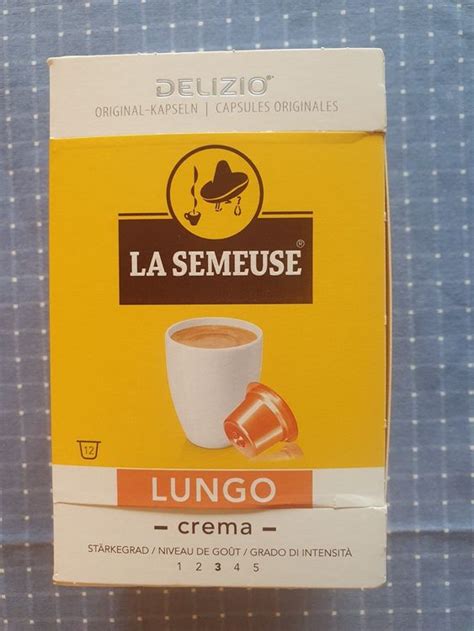 DELIZIO®
ORIGINAL-KAPSELN | CAPSULES ORIGINALES
LA SEMEUSE®
12
LUNGO
– crema –
STÄRKEGRAD / NIVEAU DE GOÛT / GRADO DI INTENSITÀ
1 2 3 4 5